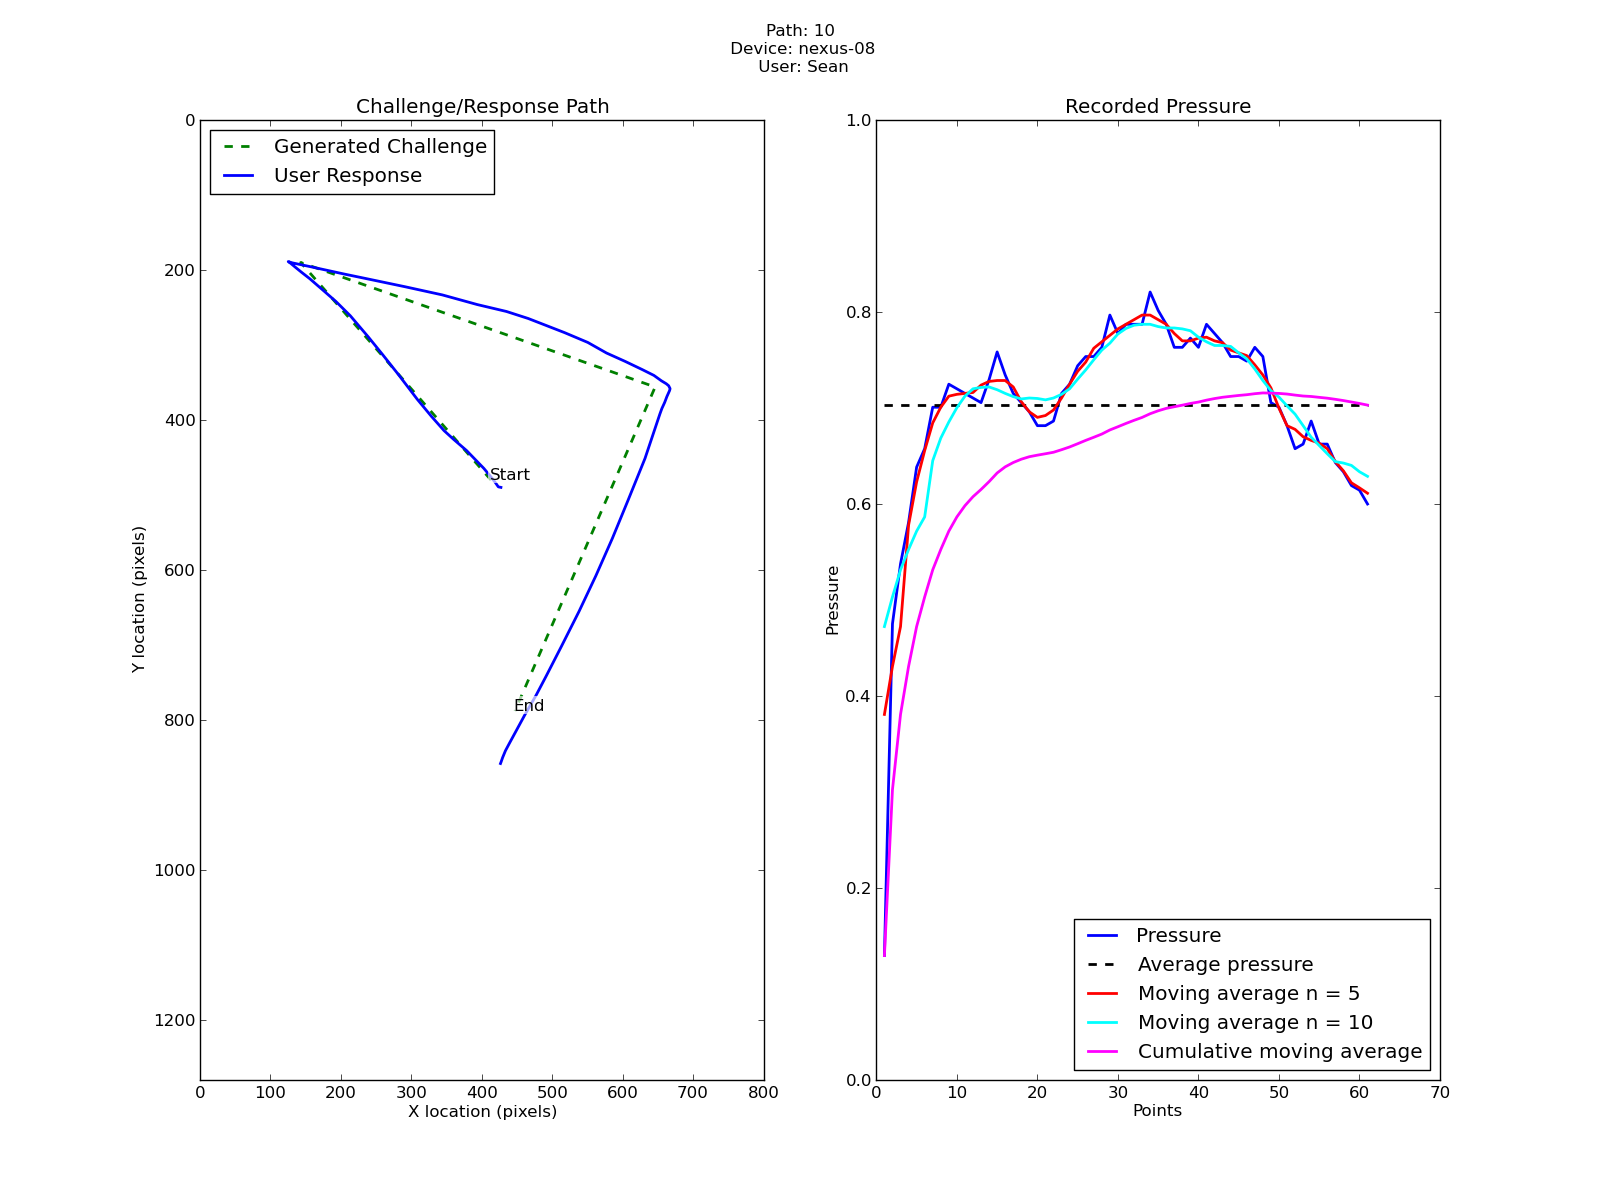 Path: 10
Device: nexus-08
User: Sean
Challenge/Response Path
Generated Challenge
User Response
Start
End
0
200
400
600
800
1000
1200
Y location (pixels)
0 100 200 300 400 500 600 700 800
X location (pixels)
Recorded Pressure
1.0
0.8
0.6
0.4
0.2
0.0
Pressure
Pressure
Average pressure
Moving average n = 5
Moving average n = 10
Cumulative moving average
0 10 20 30 40 50 60 70
Points